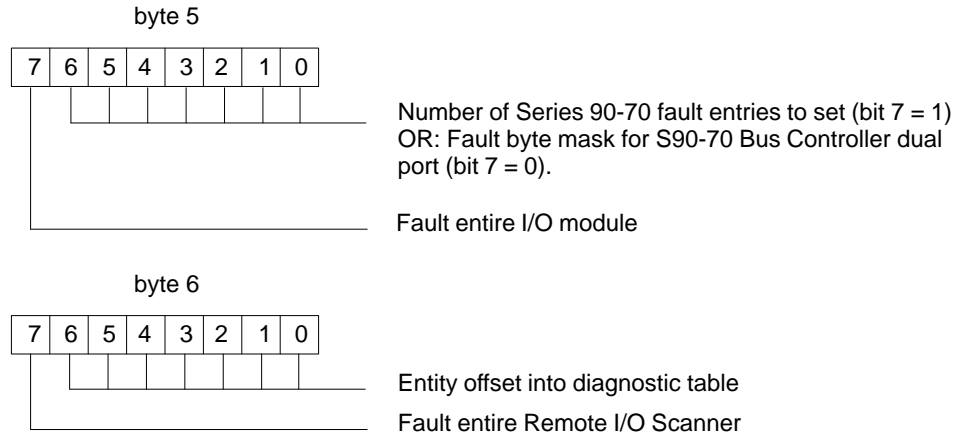 byte 5
7 6 5 4 3 2 1 0
Number of Series 90-70 fault entries to set (bit 7 = 1)
OR: Fault byte mask for S90-70 Bus Controller dual
port (bit 7 = 0).
Fault entire I/O module
byte 6
7 6 5 4 3 2 1 0
Entity offset into diagnostic table
Fault entire Remote I/O Scanner